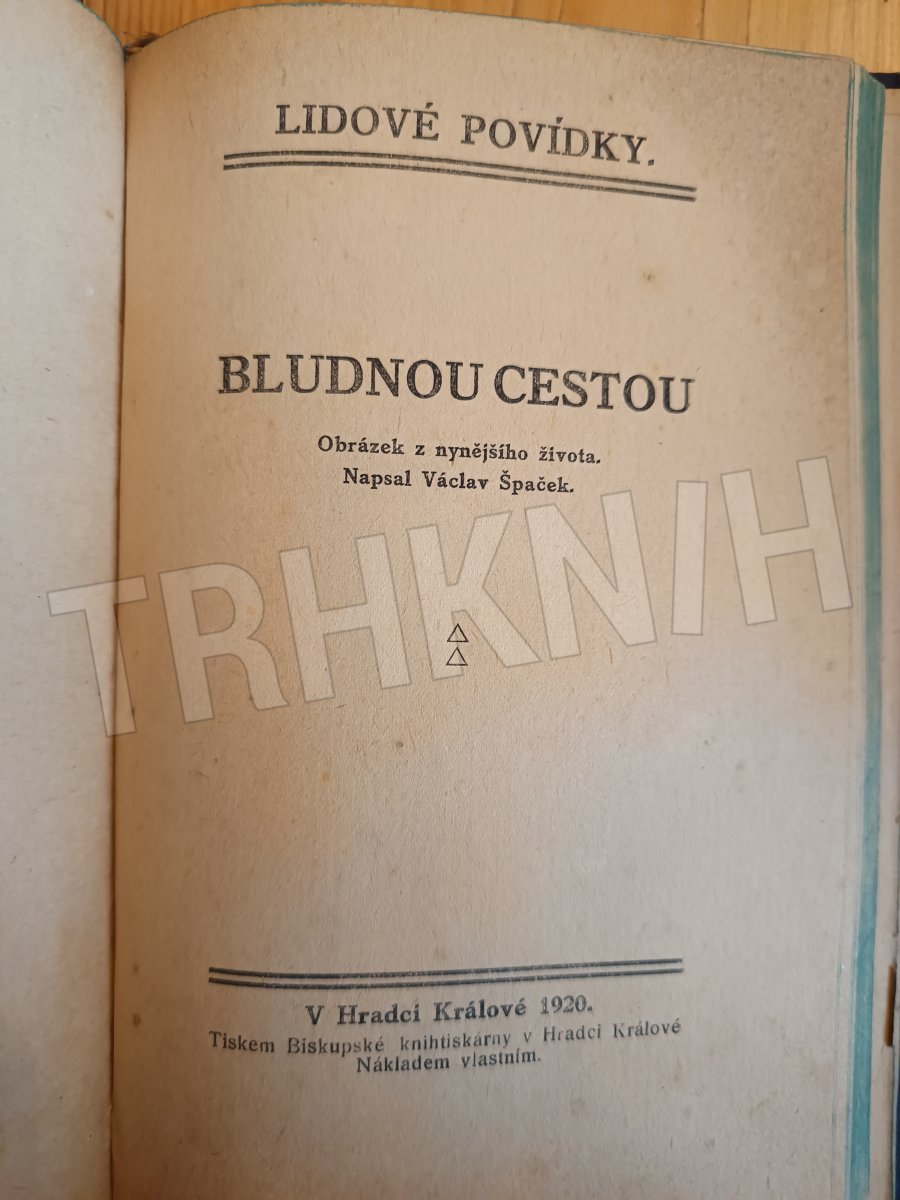 LIDOVÉ POVÍDKY.
BLUDNOU CESTOU
Obrázek z nynějšího života.
Napsal Václav Špaček.
TRHKNIH
V Hradci Králové 1920.
Tiskem Biskupské knihtiskárny v Hradci Králové
Nákladem vlastním.